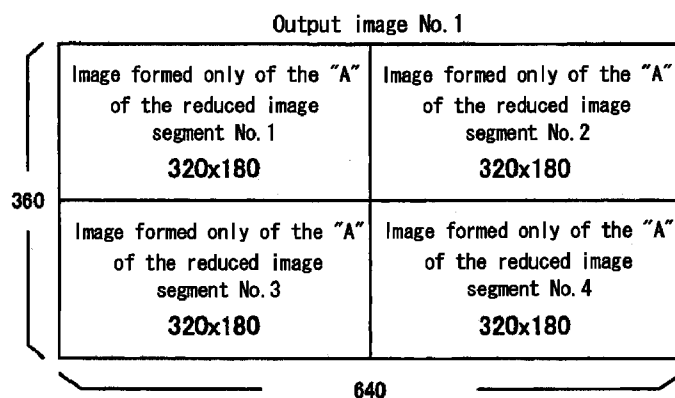 Output image No.1
Image formed only of the "A"
of the reduced image
segment No.1
320x180
Image formed only of the "A"
of the reduced image
segment No.2
320x180
360
Image formed only of the "A"
of the reduced image
segment No.3
320x180
Image formed only of the "A"
of the reduced image
segment No.4
320x180
640